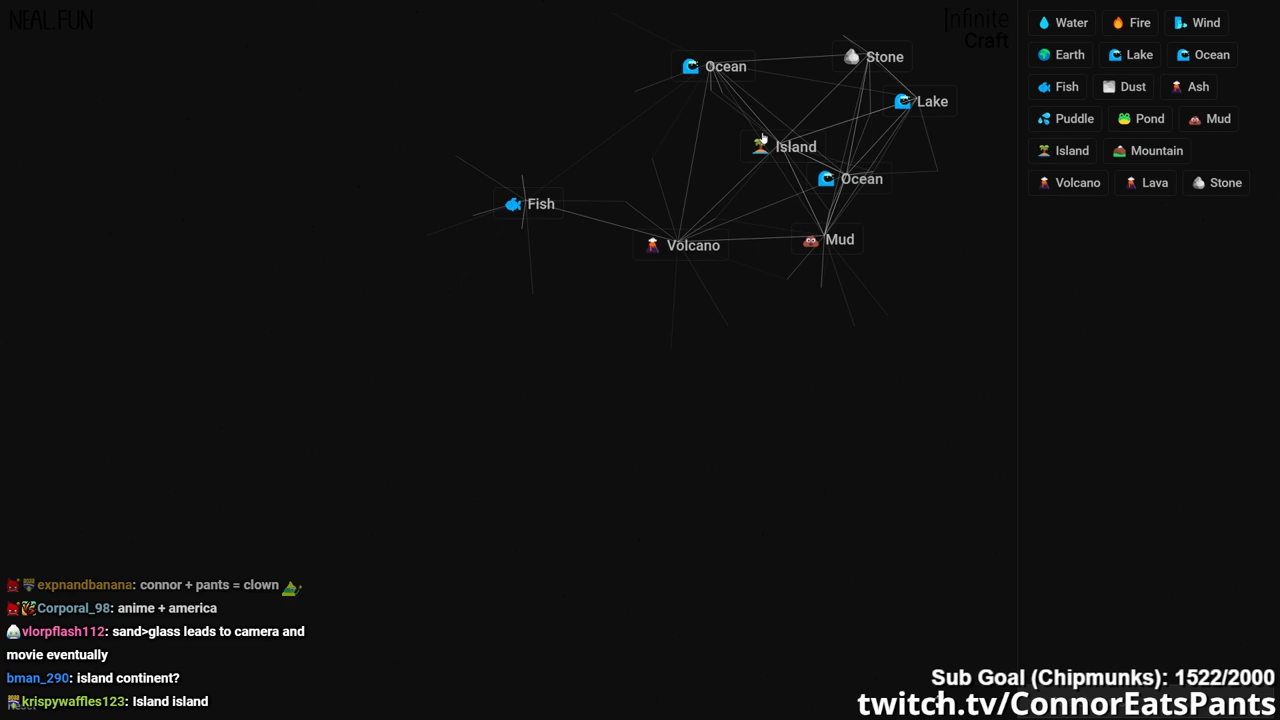 NEAL.FUN
Infinite
Craft
Ocean
Stone
Lake
Island
Ocean
Fish
Volcano
Mud
Water Fire Wind
Earth Lake Ocean
Fish Dust Ash
Puddle Pond Mud
Island Mountain
Volcano Lava Stone
expnandbanana: connor + pants = clown
Corporal_98: anime + america
vlorpflash112: sand>glass leads to camera and
movie eventually
bman_290: island continent?
krispywaffles123: Island island
Reset
Sub Goal (Chipmunks): 1522/2000
twitch.tv/ConnorEatsPants